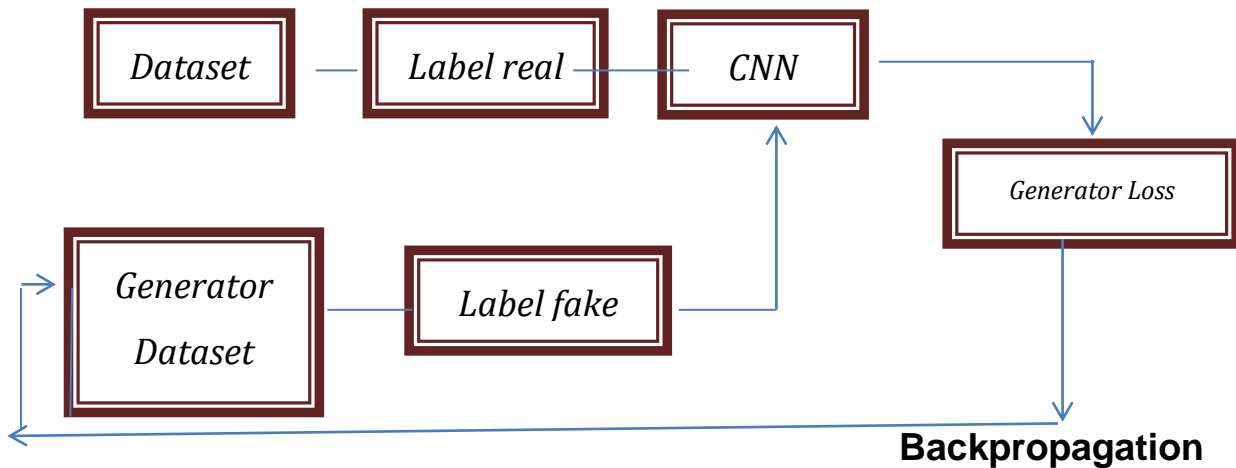 Dataset
Label real
CNN
Generator Loss
Generator
Dataset
Label fake
Backpropagation